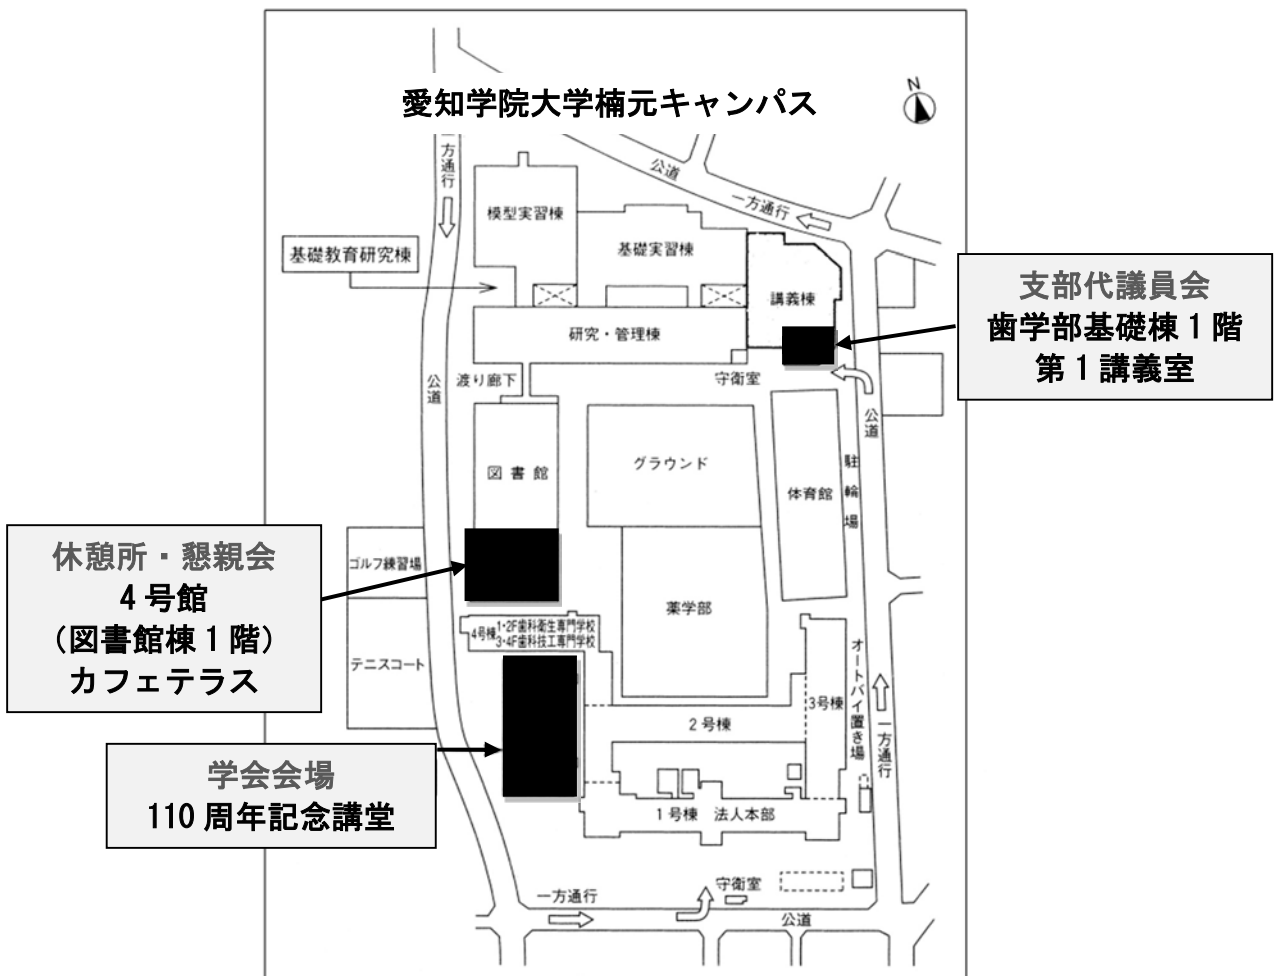 愛知学院大学楠元キャンパス
N
一方通行
公道
一方通行
模型実習棟
基礎実習棟
基礎教育研究棟
講義棟
支部代議員会
歯学部基礎棟1階
第1講義室
研究・管理棟
渡り廊下
守衛室
公道
公道
図書館
グラウンド
体育館
駐輪場
休憩所・懇親会
4号館
（図書館棟1階）
カフェテラス
ゴルフ練習場
薬学部
4号棟
1・2F歯科衛生専門学校
3・4F歯科技工専門学校
テニスコート
オートバイ置き場
3号棟
2号棟
一方通行
学会会場
110周年記念講堂
1号棟 法人本部
守衛室
一方通行
公道